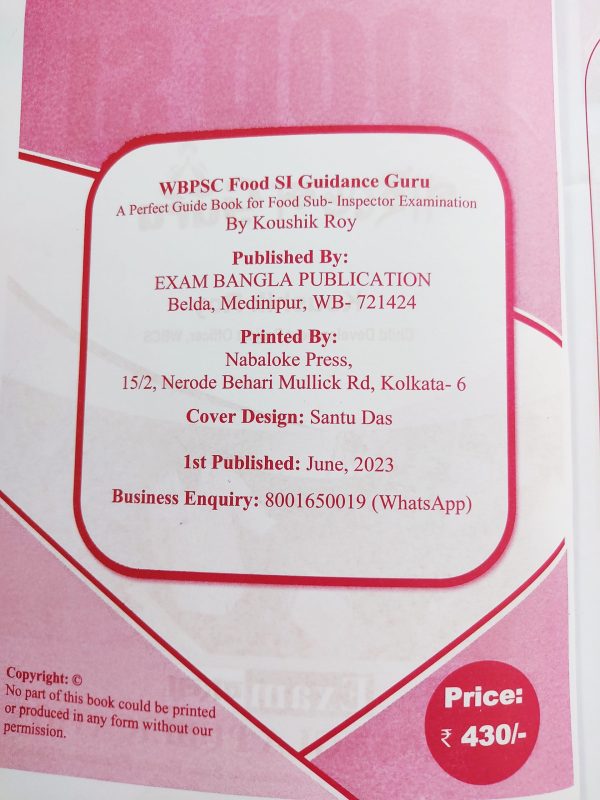 WBPSC Food SI Guidance Guru
A Perfect Guide Book for Food Sub- Inspector Examination
By Koushik Roy
Published By:
EXAM BANGLA PUBLICATION
Belda, Medinipur, WB- 721424
Printed By:
Nabaloke Press,
15/2, Nerode Behari Mullick Rd, Kolkata- 6
Cover Design: Santu Das
1st Published: June, 2023
Business Enquiry: 8001650019 (WhatsApp)
Copyright: ©
No part of this book could be printed
or produced in any form without our
permission.
Price:
₹ 430/-